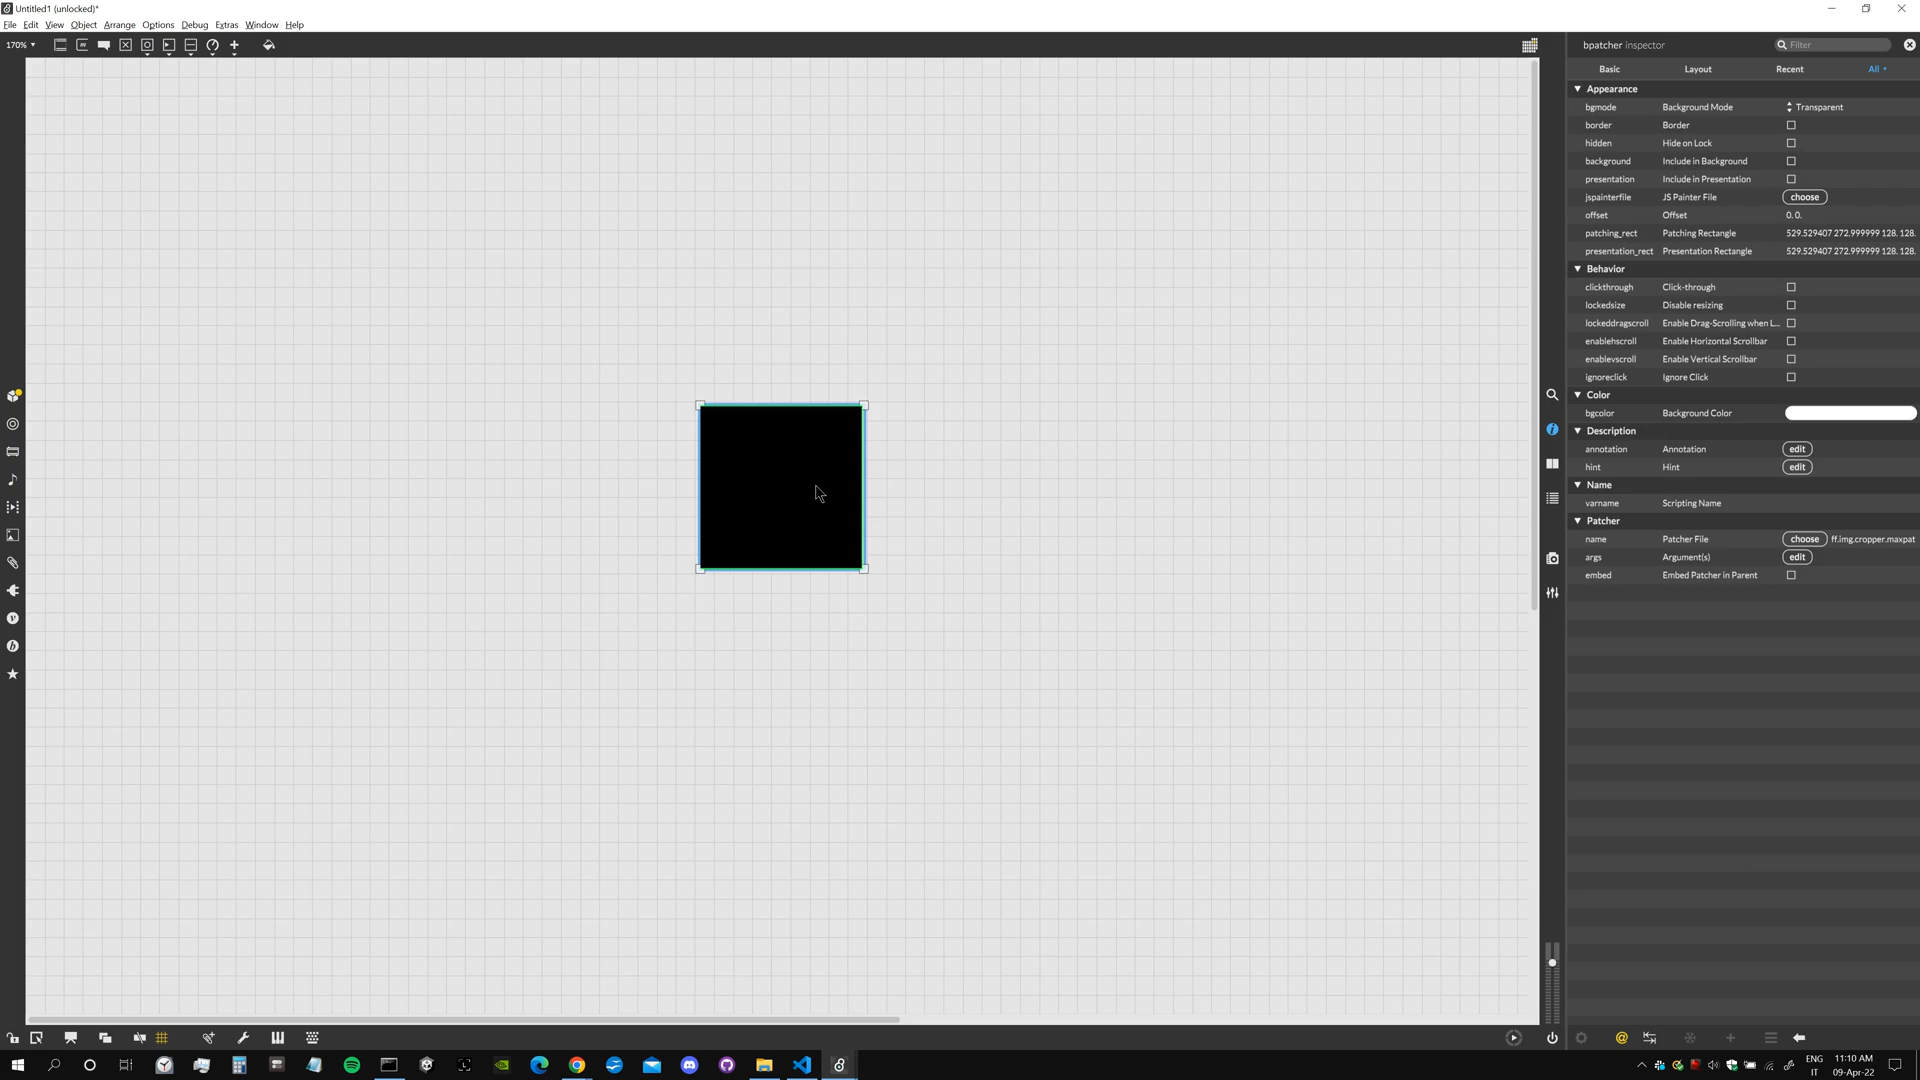 Untitled1 (unlocked)*
File Edit View Object Arrange Options Debug Extras Window Help
170%
bpatcher inspector
Filter
Basic Layout Recent All
Appearance
bgmode Background Mode Transparent
border Border
hidden Hide on Lock
background Include in Background
presentation Include in Presentation
jspainterfile JS Painter File choose
offset Offset 0. 0.
patching_rect Patching Rectangle 529.529407 272.999999 128. 128.
presentation_rect Presentation Rectangle 529.529407 272.999999 128. 128.
Behavior
clickthrough Click-through
lockedsize Disable resizing
lockeddragscroll Enable Drag-Scrolling when L...
enablehscroll Enable Horizontal Scrollbar
enablevscroll Enable Vertical Scrollbar
ignoreclick Ignore Click
Color
bgcolor Background Color
Description
annotation Annotation edit
hint Hint edit
Name
varname Scripting Name
Patcher
name Patcher File choose ff.img.cropper.maxpat
args Argument(s) edit
embed Embed Patcher in Parent
ENG
IT
11:10 AM
09-Apr-22